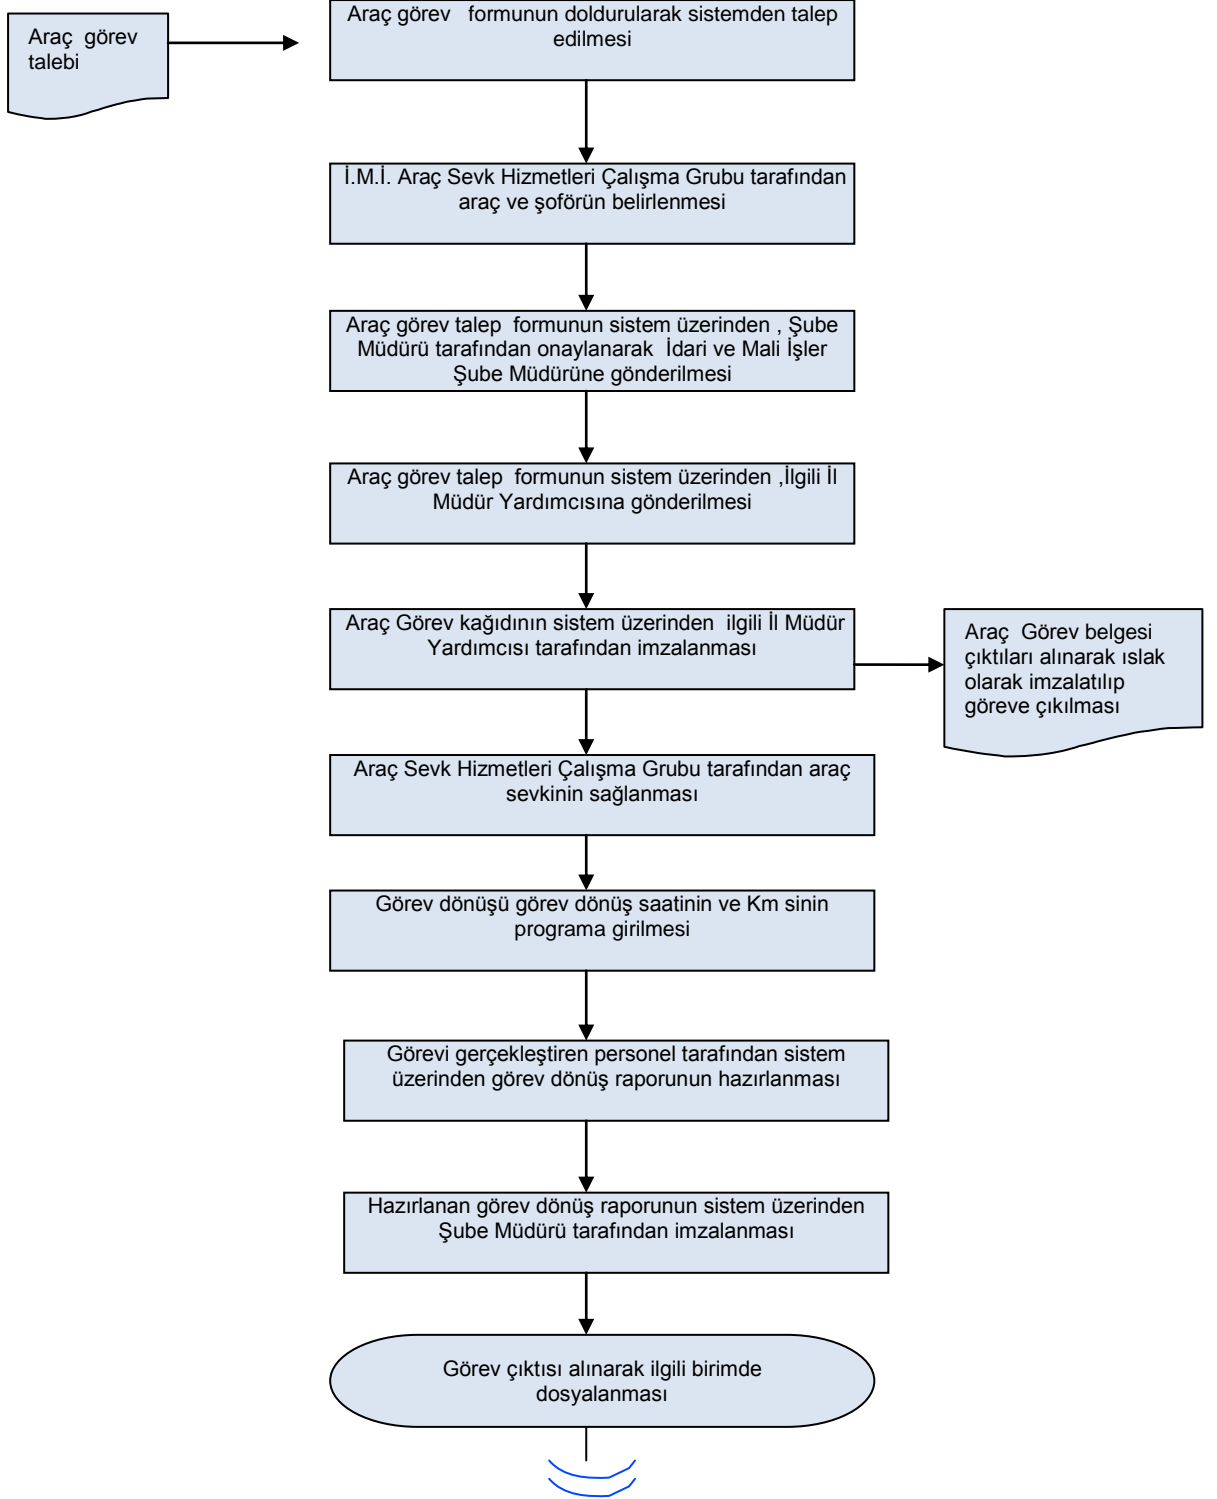 Araç görev
talebi
Araç görev formunun doldurularak sistemden talep
edilmesi
İ.M.İ. Araç Sevk Hizmetleri Çalışma Grubu tarafından
araç ve şoförün belirlenmesi
Araç görev talep formunun sistem üzerinden , Şube
Müdürü tarafından onaylanarak İdari ve Mali İşler
Şube Müdürüne gönderilmesi
Araç görev talep formunun sistem üzerinden ,İlgili İl
Müdür Yardımcısına gönderilmesi
Araç Görev kağıdının sistem üzerinden ilgili İl Müdür
Yardımcısı tarafından imzalanması
Araç Görev belgesi
çıktıları alınarak ıslak
olarak imzalatılıp
göreve çıkılması
Araç Sevk Hizmetleri Çalışma Grubu tarafından araç
sevkinin sağlanması
Görev dönüşü görev dönüş saatinin ve Km sinin
programa girilmesi
Görevi gerçekleştiren personel tarafından sistem
üzerinden görev dönüş raporunun hazırlanması
Hazırlanan görev dönüş raporunun sistem üzerinden
Şube Müdürü tarafından imzalanması
Görev çıktısı alınarak ilgili birimde
dosyalanması